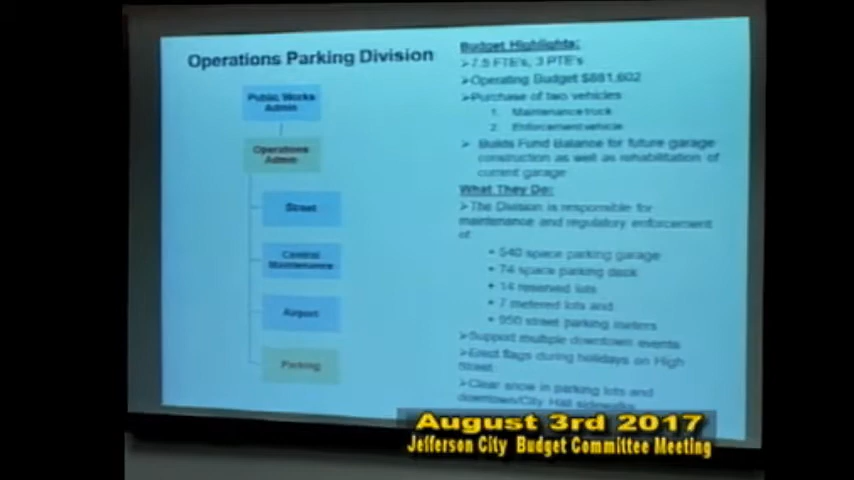 Operations Parking Division
Public Works
Admin
Operations
Admin
Street
Central
Maintenance
Airport
Parking
Budget Highlights:
➢7.5 FTE's, 3 PTE's
➢Operating Budget $881,602
➢Purchase of two vehicles
1. Maintenance truck
2. Enforcement vehicle
➢ Builds Fund Balance for future garage
construction as well as rehabilitation of
current garage
What They Do:
➢The Division is responsible for
maintenance and regulatory enforcement
of:
• 540 space parking garage
• 74 space parking deck
• 14 reserved lots
• 7 metered lots and
• 950 street parking meters
➢Support multiple downtown events
➢Erect flags during holidays on High
Street
➢Clear snow in parking lots and
downtown/City Hall sidewalks
August 3rd 2017
Jefferson City Budget Committee Meeting